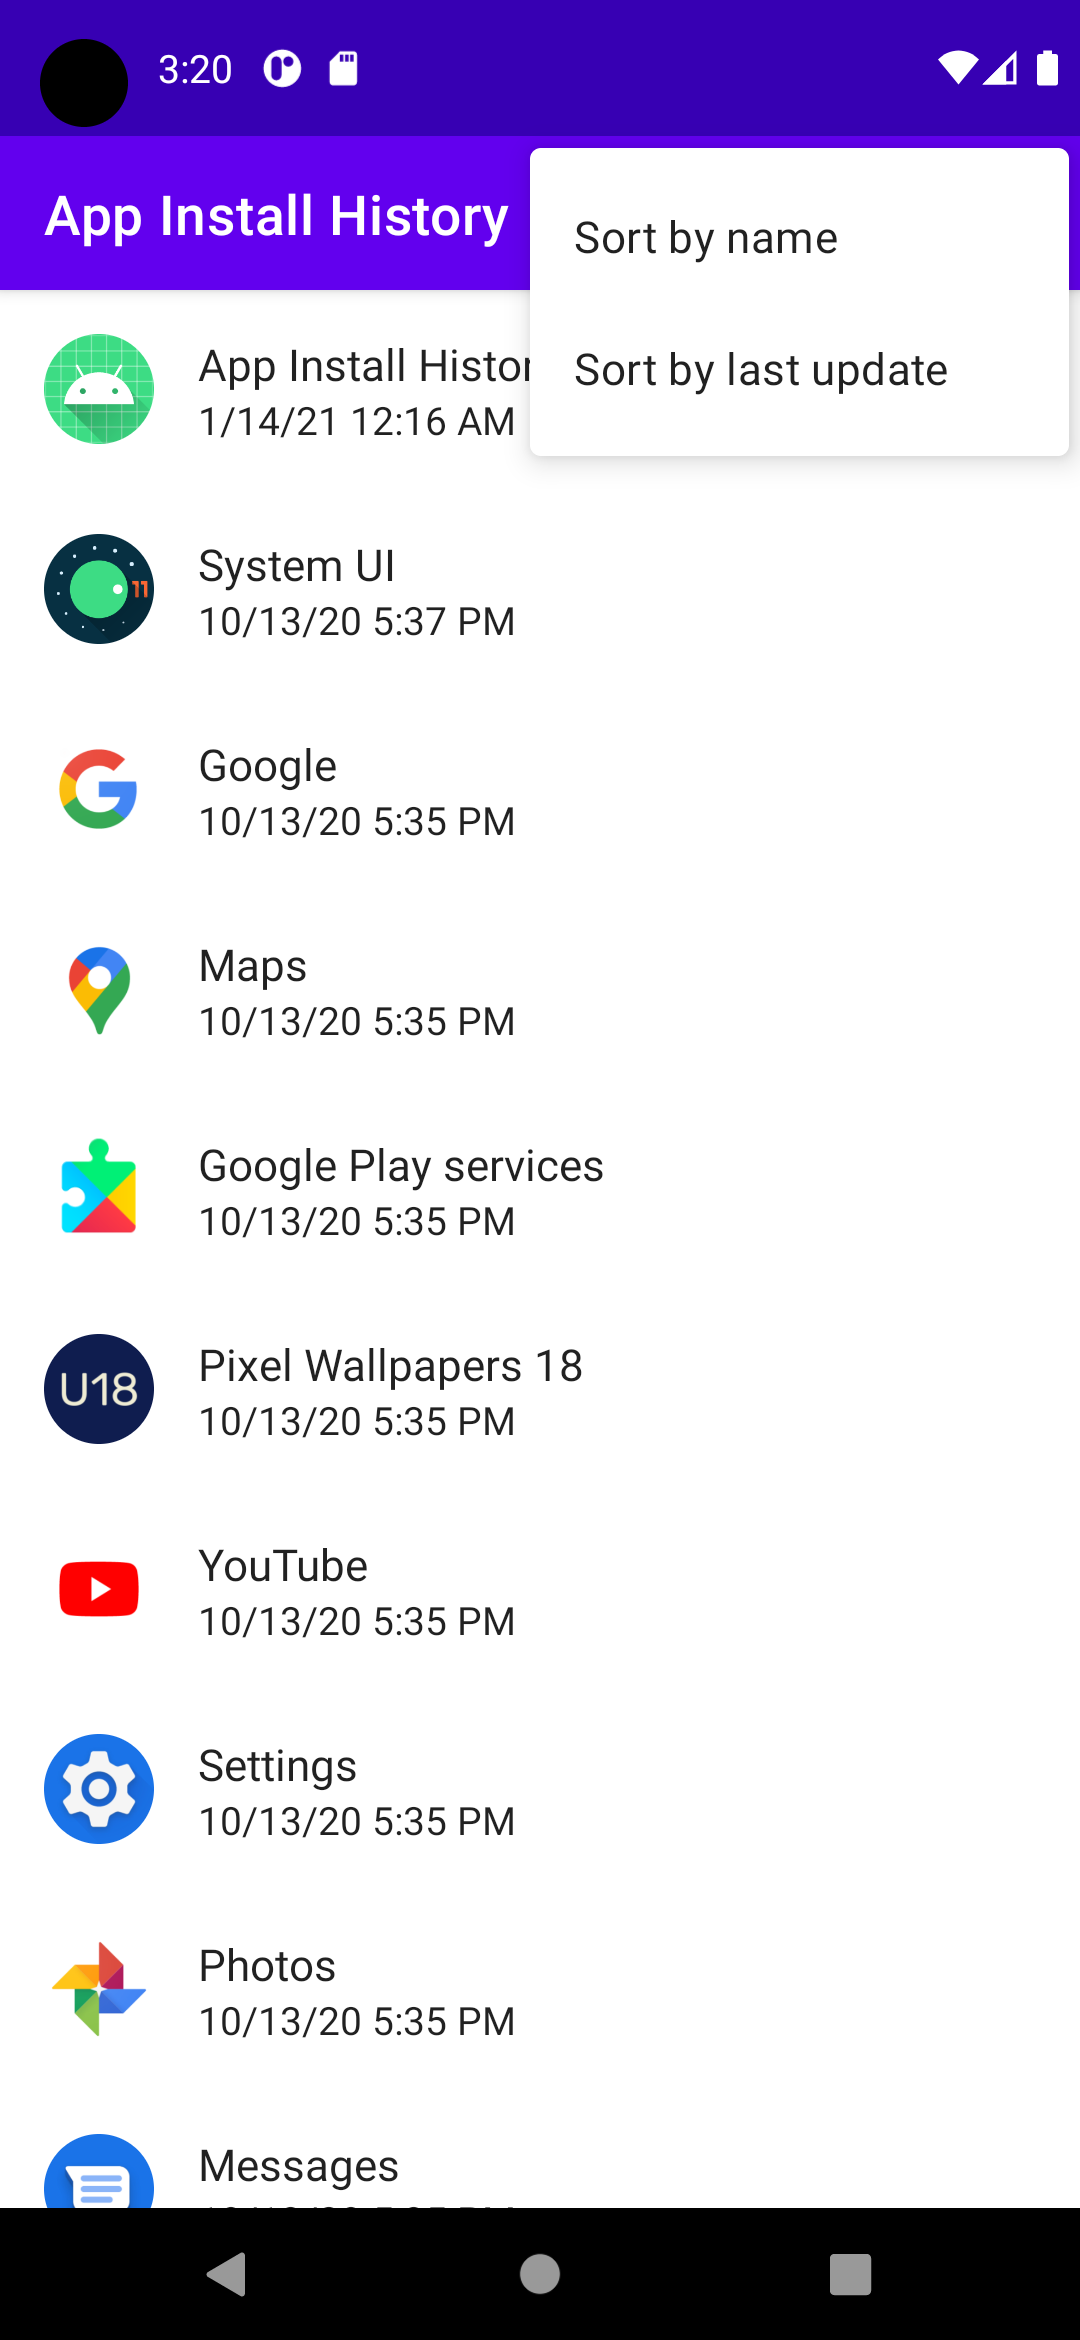 3:20
App Install History
Sort by name
Sort by last update
App Install Histor
1/14/21 12:16 AM
System UI
10/13/20 5:37 PM
11
Google
10/13/20 5:35 PM
Maps
10/13/20 5:35 PM
Google Play services
10/13/20 5:35 PM
U18
Pixel Wallpapers 18
10/13/20 5:35 PM
YouTube
10/13/20 5:35 PM
Settings
10/13/20 5:35 PM
Photos
10/13/20 5:35 PM
Messages